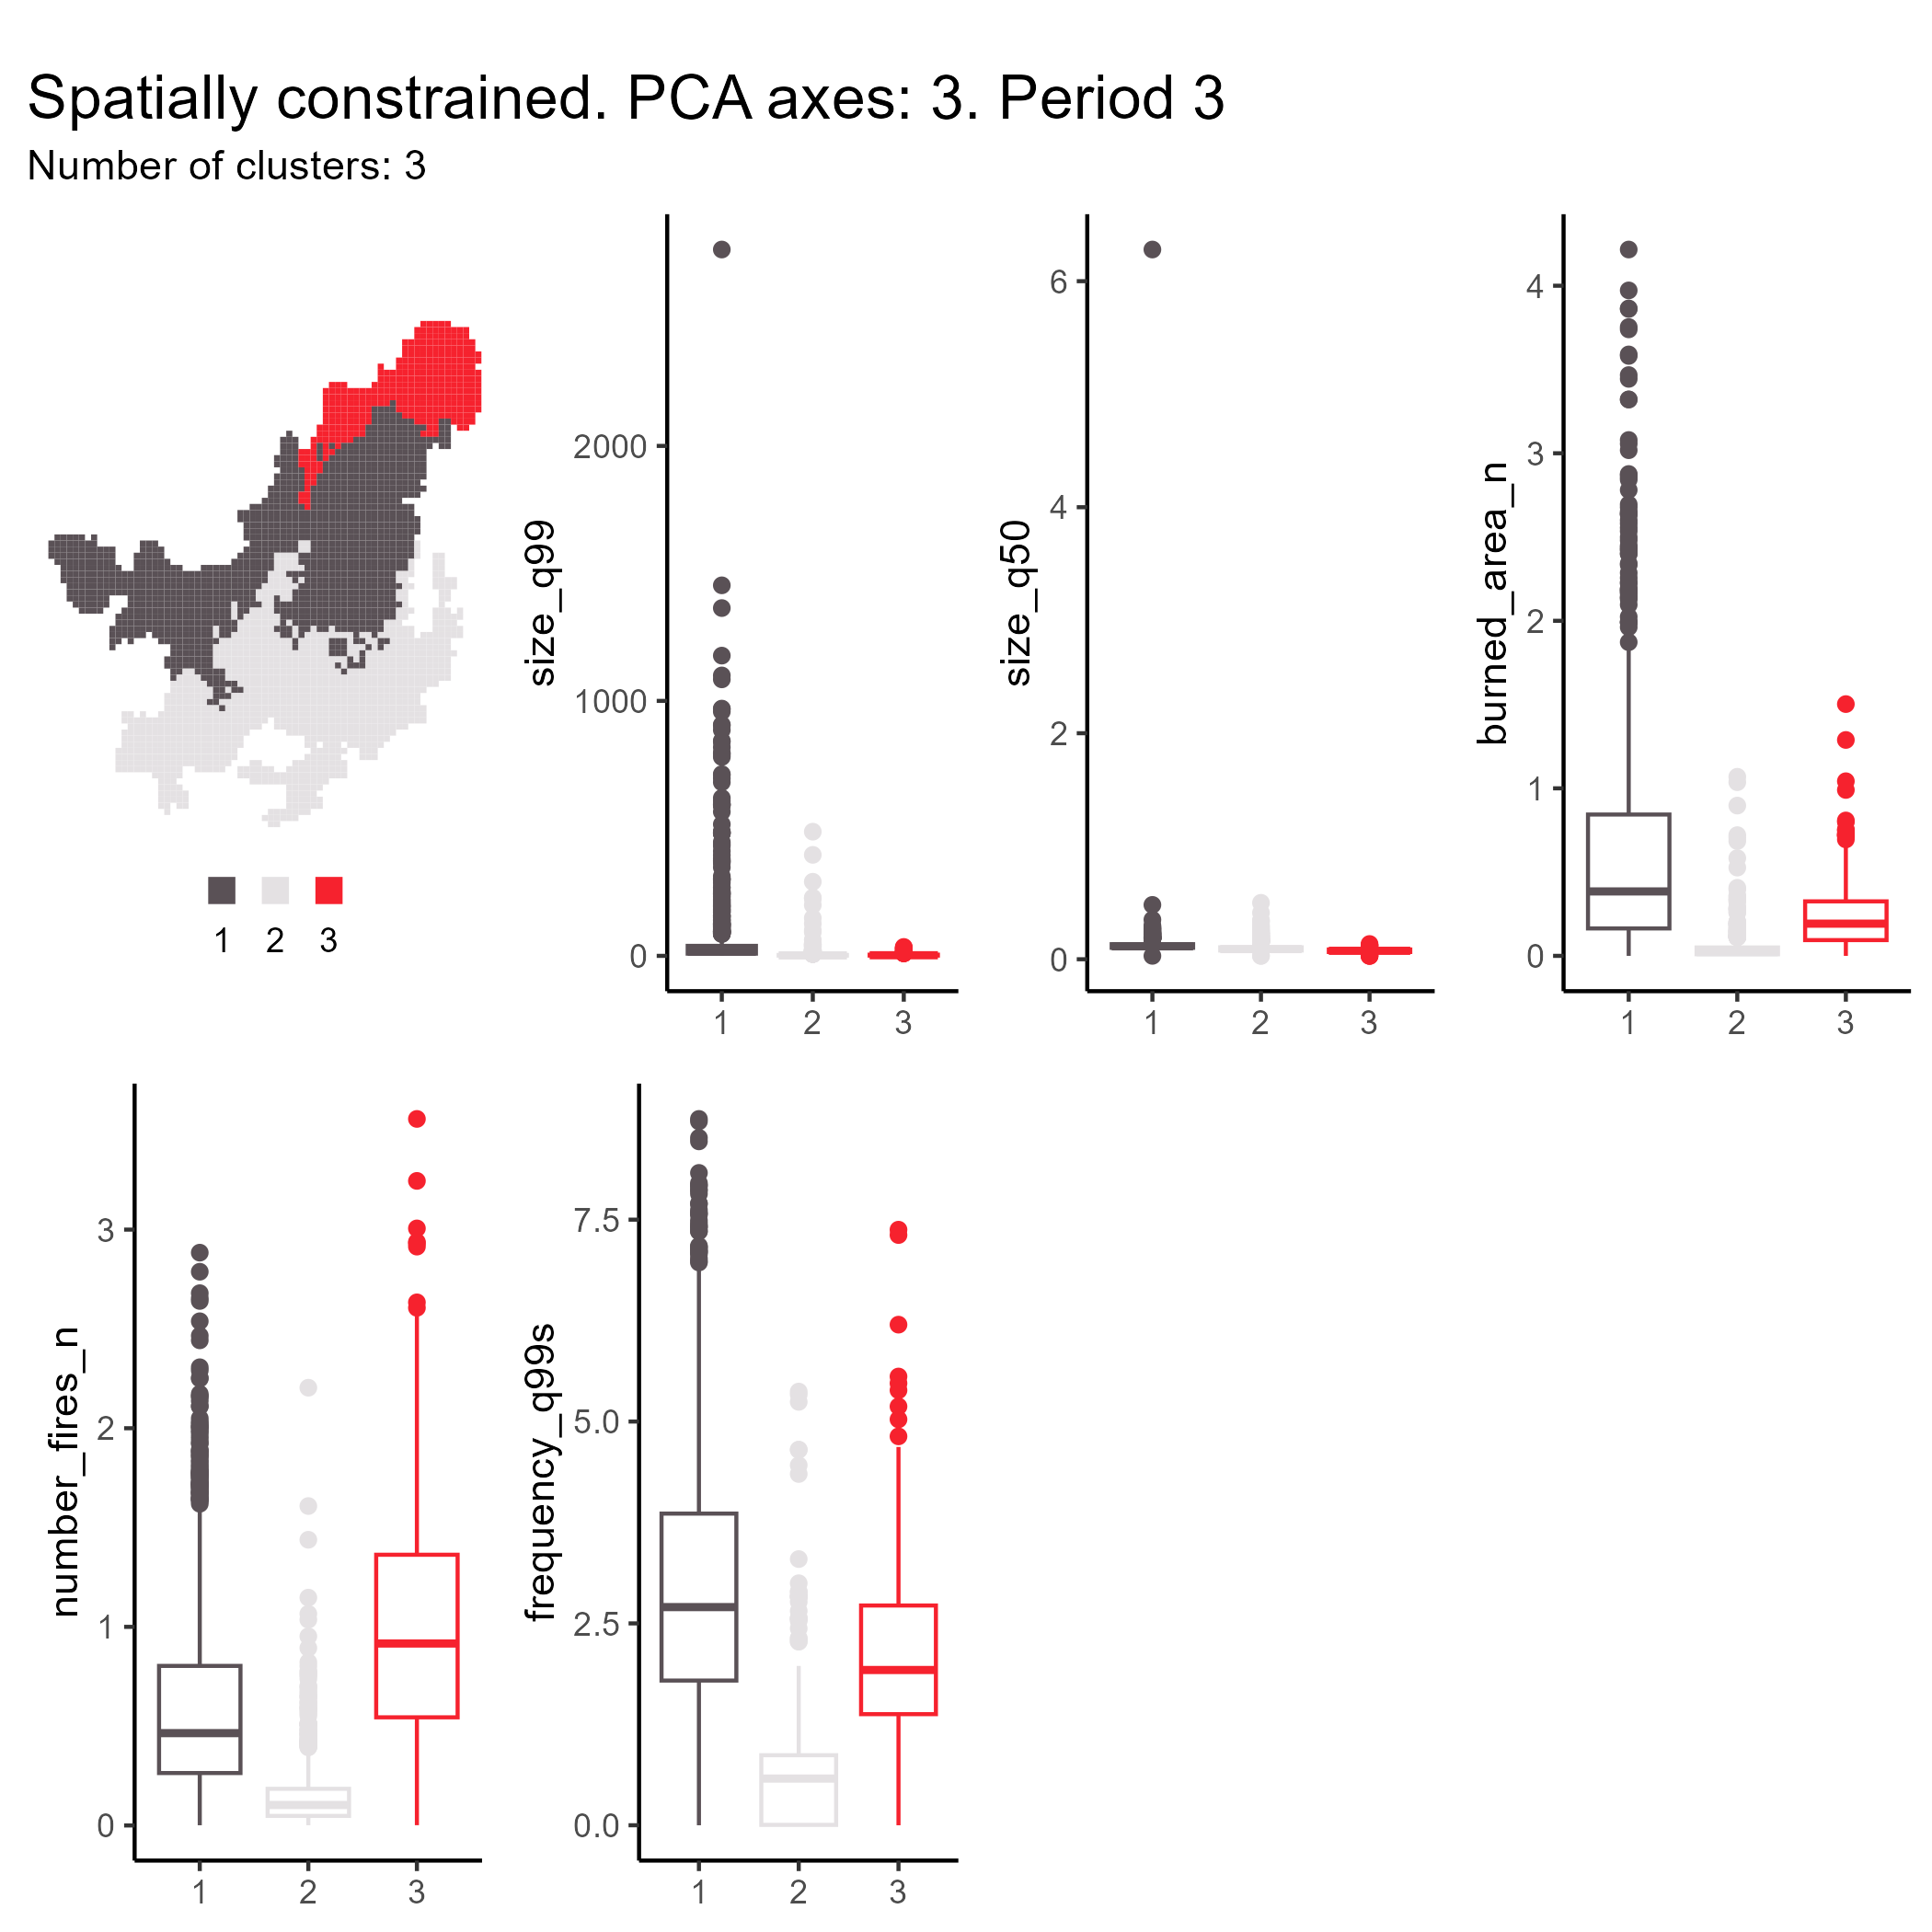 Spatially constrained. PCA axes: 3. Period 3
Number of clusters: 3
1 2 3
size_q99
2000
1000
0
1 2 3
size_q50
6
4
2
0
1 2 3
burned_area_n
4
3
2
1
0
1 2 3
number_fires_n
3
2
1
0
1 2 3
frequency_q99s
7.5
5.0
2.5
0.0
1 2 3